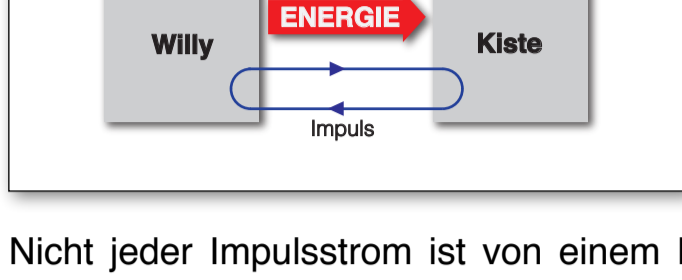 ENERGIE
Willy
Kiste
Impuls
Nicht jeder Impulsstrom ist von einem